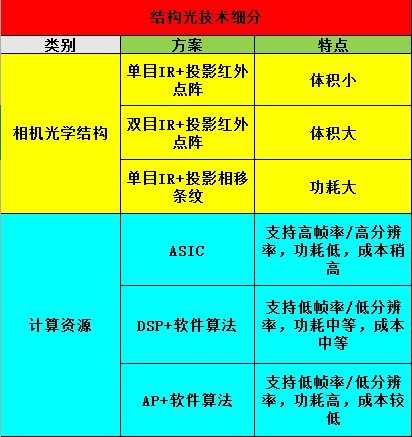 结构光技术细分
类别 方案 特点
相机光学结构
单目IR+投影红外
点阵
体积小
双目IR+投影红外
点阵
体积大
单目IR+投影相移
条纹
功耗大
计算资源
ASIC
支持高帧率/高分辨
率，功耗低，成本稍
高
DSP+软件算法
支持低帧率/低分辨
率，功耗中等，成本
中等
AP+软件算法
支持低帧率/低分辨
率，功耗高，成本较
低